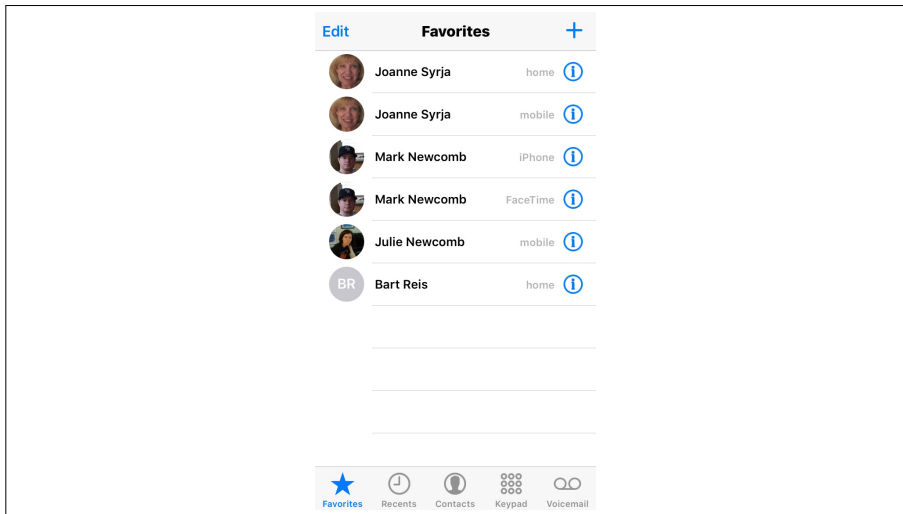 Edit Favorites +
Joanne Syrja home
Joanne Syrja mobile
Mark Newcomb iPhone
Mark Newcomb FaceTime
Julie Newcomb mobile
BR Bart Reis home
Favorites Recents Contacts Keypad Voicemail